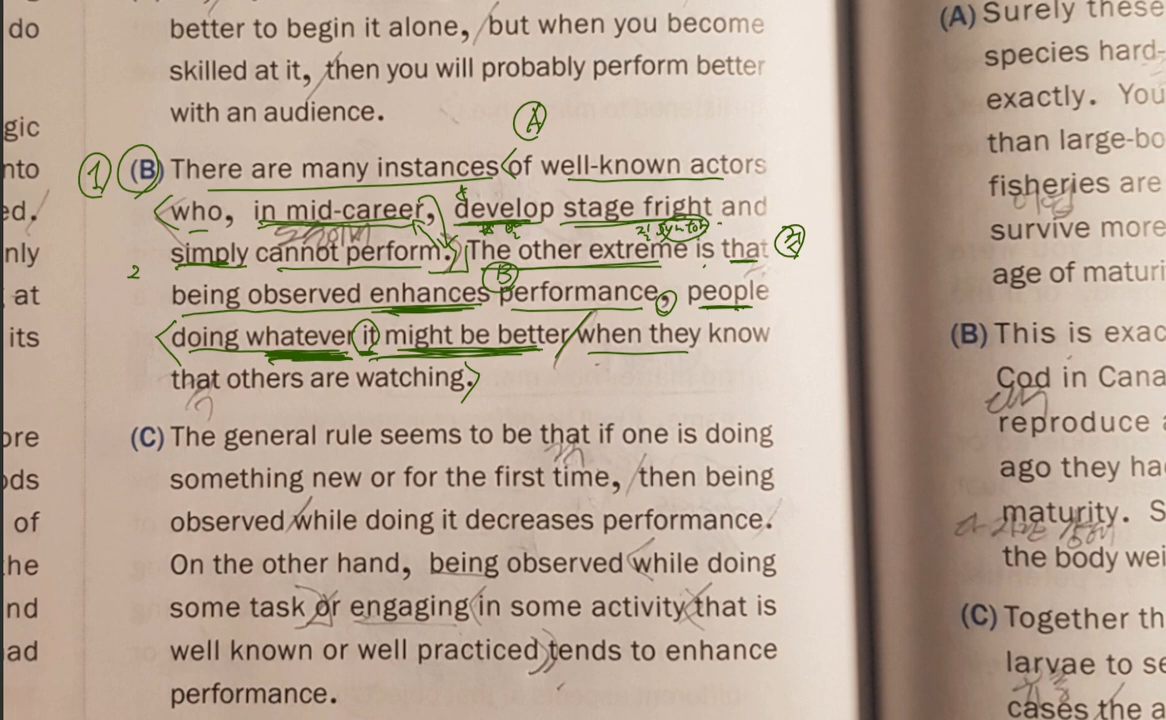 do
gic
nto
ed.
nly
at
its
ore
ods
of
the
nd
ad
better to begin it alone, but when you become
skilled at it, then you will probably perform better
with an audience.
A
1 (B) There are many instances of well-known actors
who, in mid-career, develop stage fright and
simply cannot perform. The other extreme is that 2
2
B
being observed enhances performance, people
doing whatever it might be better when they know
that others are watching.
(C) The general rule seems to be that if one is doing
something new or for the first time, then being
observed while doing it decreases performance.
On the other hand, being observed while doing
some task or engaging in some activity that is
well known or well practiced tends to enhance
performance.
(A) Surely these
species hard-
exactly. You
than large-bo
fisheries are
survive more
age of maturi
(B) This is exac
Cod in Cana
reproduce
ago they ha
maturity. S
the body wei
(C) Together th
larvae to se
cases the a